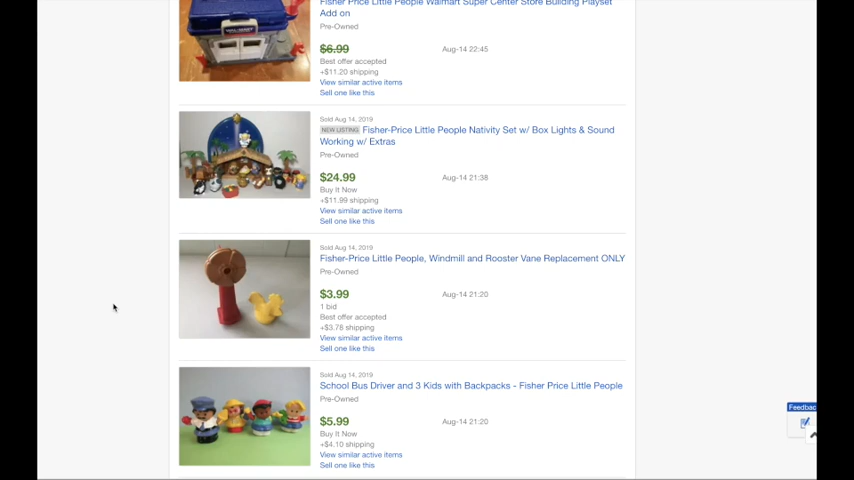 Fisher Price Little People Walmart Super Center Store Building Playset
Add on
Pre-Owned
$6.99 Aug-14 22:45
Best offer accepted
+$11.20 shipping
View similar active items
Sell one like this
Sold Aug 14, 2019
NEW LISTING Fisher-Price Little People Nativity Set w/ Box Lights & Sound
Working w/ Extras
Pre-Owned
$24.99 Aug-14 21:38
Buy It Now
+$11.99 shipping
View similar active items
Sell one like this
Sold Aug 14, 2019
Fisher-Price Little People, Windmill and Rooster Vane Replacement ONLY
Pre-Owned
$3.99 Aug-14 21:20
1 bid
Best offer accepted
+$3.78 shipping
View similar active items
Sell one like this
Sold Aug 14, 2019
School Bus Driver and 3 Kids with Backpacks - Fisher Price Little People
Pre-Owned
$5.99 Aug-14 21:20
Buy It Now
+$4.10 shipping
View similar active items
Sell one like this
Feedbac